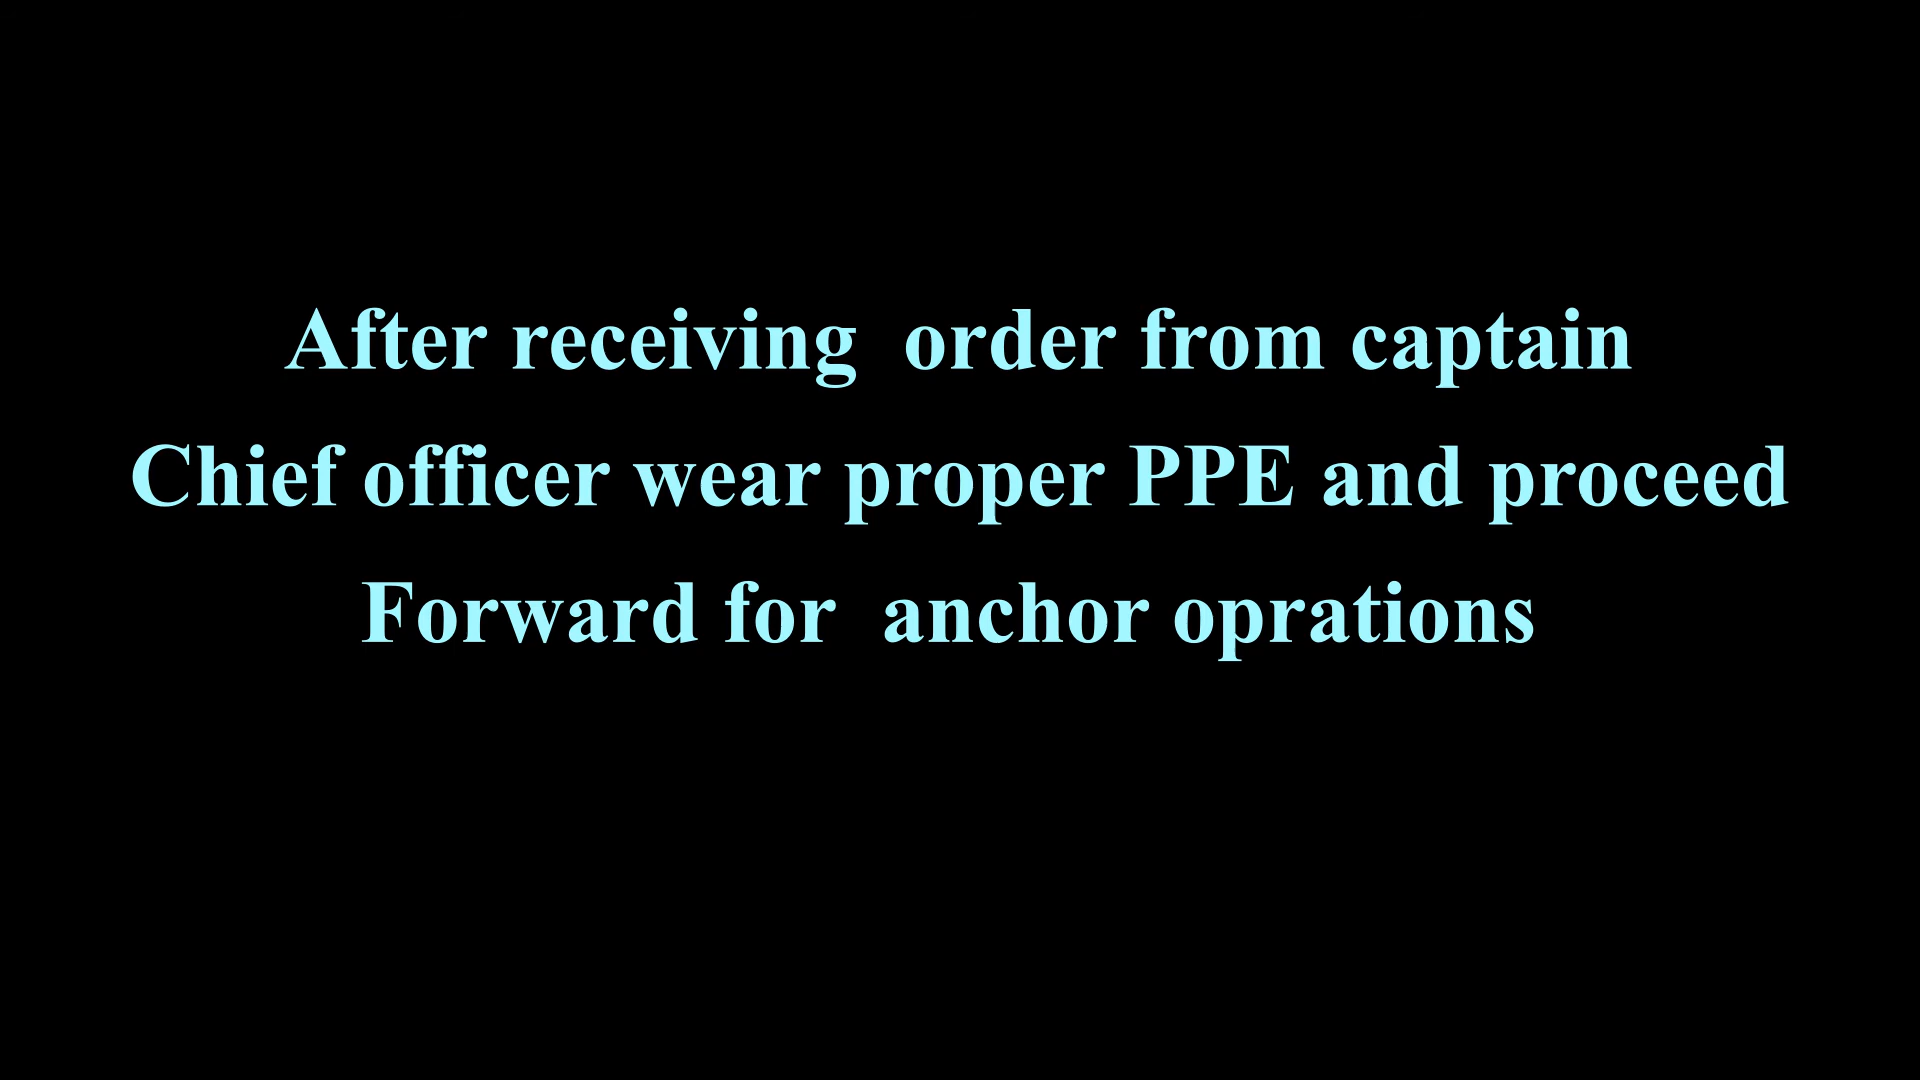 After receiving  order from captain
Chief officer wear proper PPE and proceed
Forward for  anchor oprations